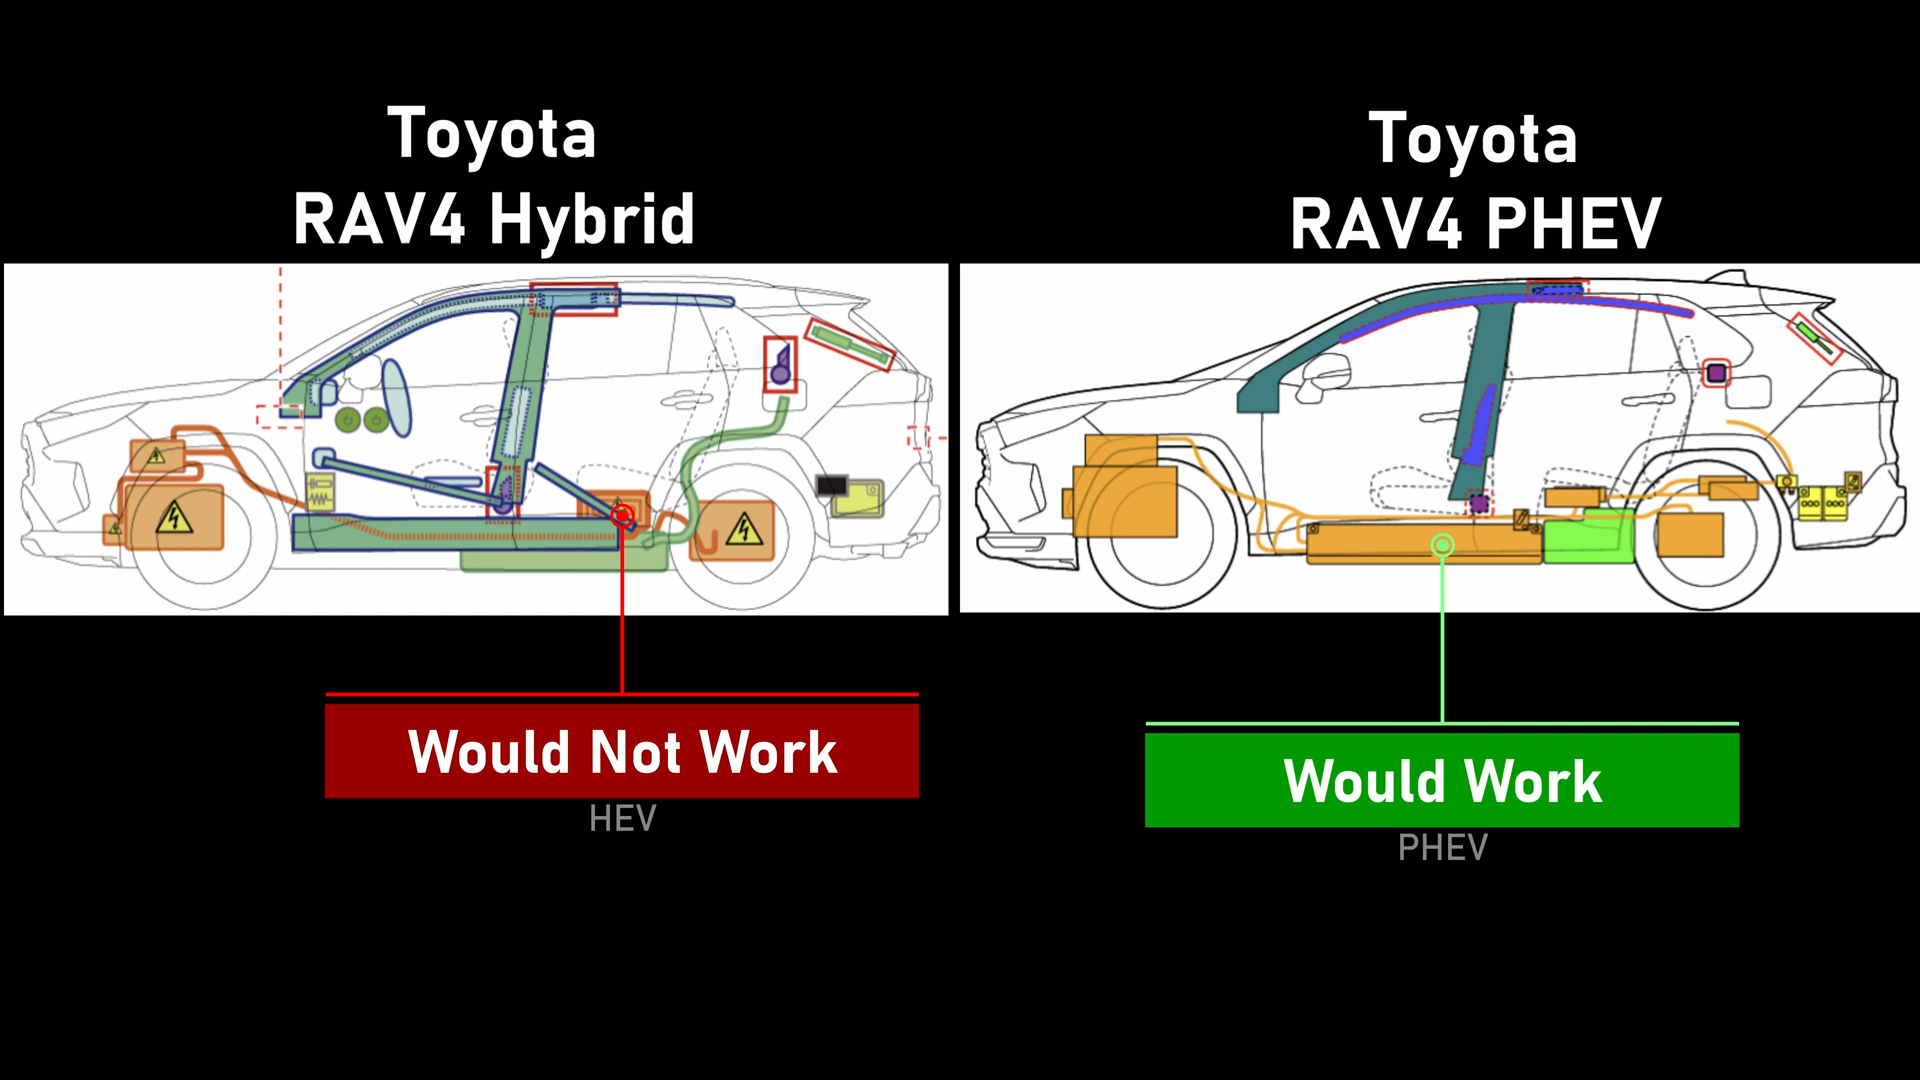 Toyota
RAV4 Hybrid
Toyota
RAV4 PHEV
Would Not Work
HEV
Would Work
PHEV